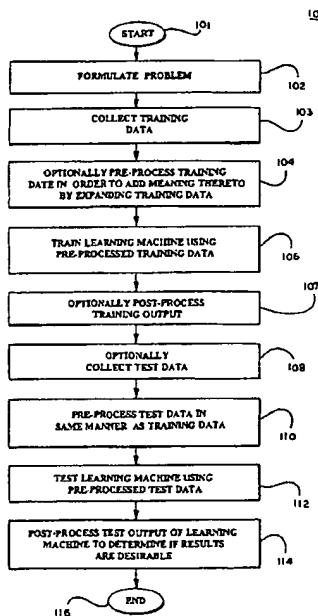 10
START
101
FORMULATE PROBLEM
102
COLLECT TRAINING
DATA
103
OPTIONALLY PRE-PROCESS TRAINING
DATE IN ORDER TO ADD MEANING THERETO
BY EXPANDING TRAINING DATA
104
TRAIN LEARNING MACHINE USING
PRE-PROCESSED TRAINING DATA
106
OPTIONALLY POST-PROCESS
TRAINING OUTPUT
107
OPTIONALLY
COLLECT TEST DATA
108
PRE-PROCESS TEST DATA IN
SAME MANNER AS TRAINING DATA
110
TEST LEARNING MACHINE USING
PRE-PROCESSED TEST DATA
112
POST-PROCESS TEST OUTPUT OF LEARNING
MACHINE TO DETERMINE IF RESULTS
ARE DESIRABLE
114
END
116